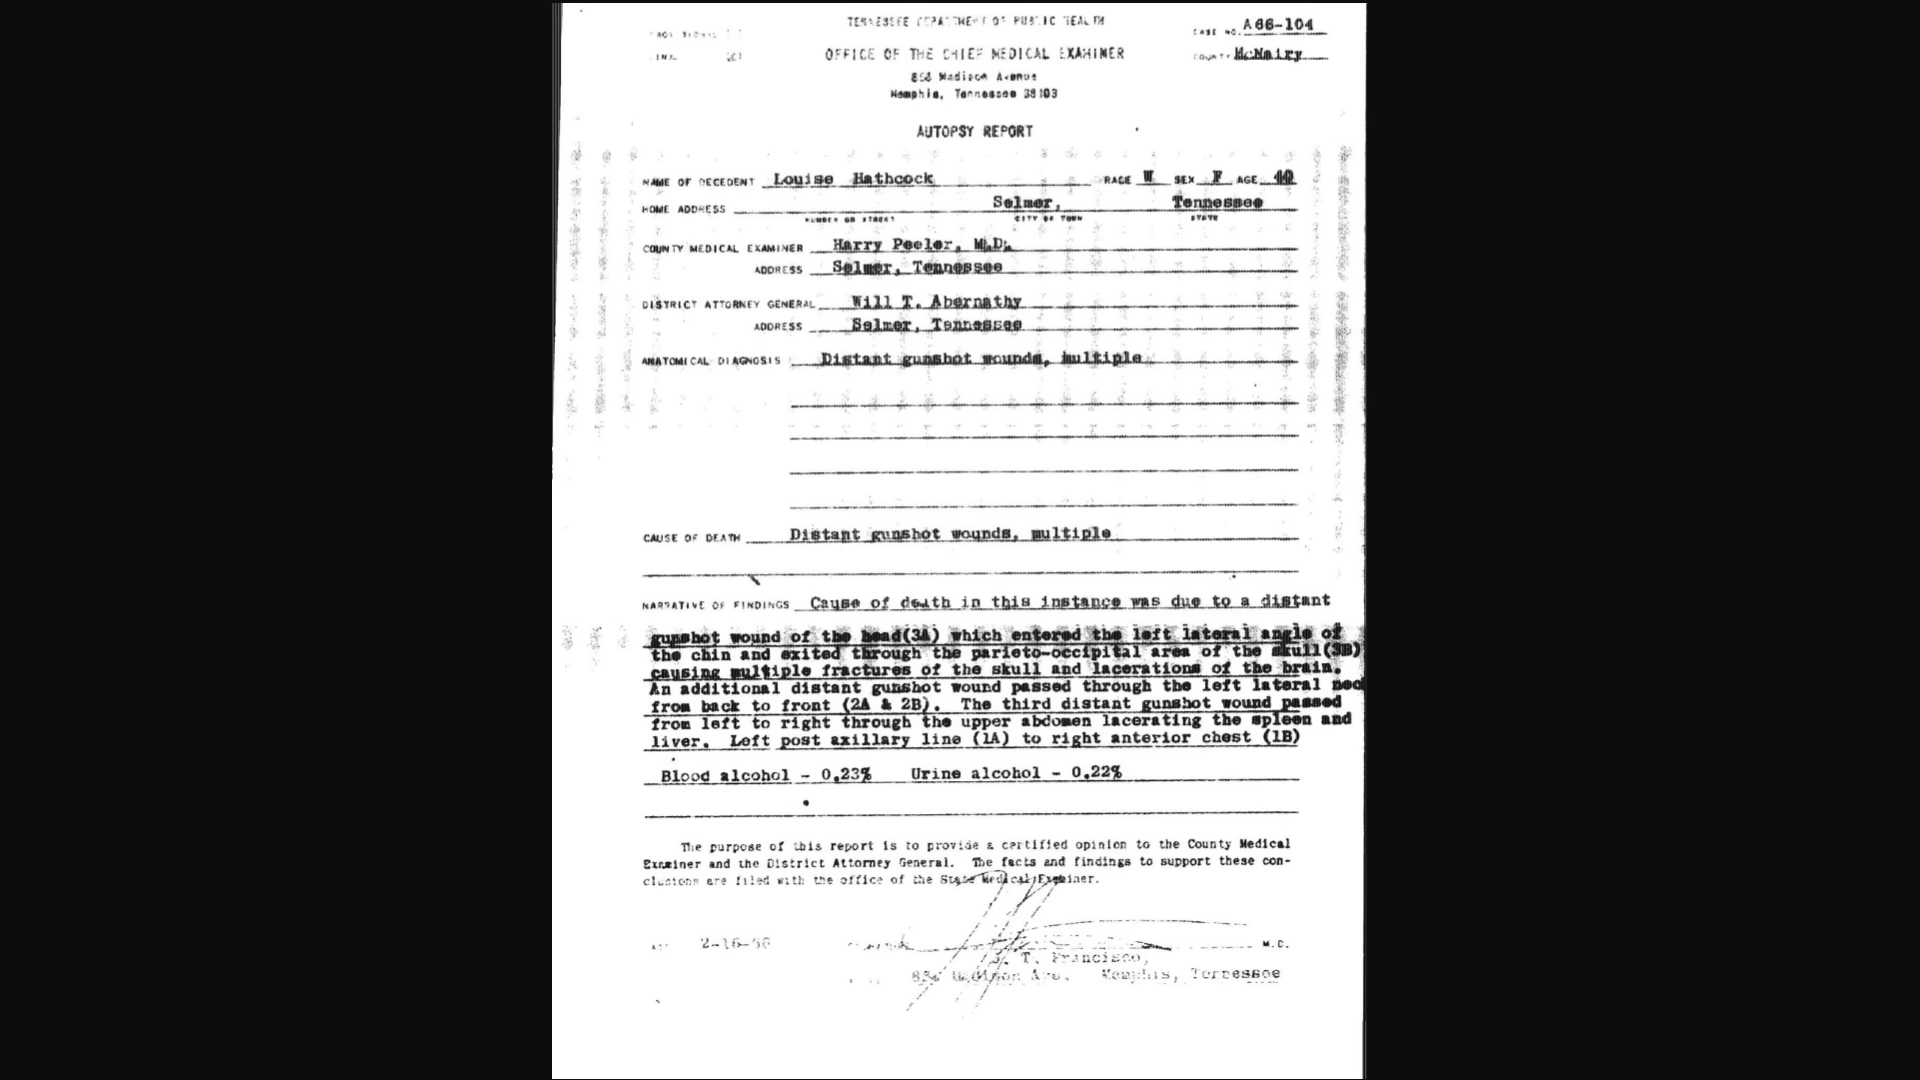 TENNESSEE DEPARTMENT OF PUBLIC HEALTH
CASE NO. A66-104
OFFICE OF THE CHIEF MEDICAL EXAMINER
COUNTY McNairy
Madison Avenue
Memphis, Tennessee 38103
AUTOPSY REPORT
NAME OF DECEDENT Louise Hathcock RACE W SEX F AGE 40
HOME ADDRESS Selmer, Tennessee
NUMBER OR STREET CITY OR TOWN STATE
COUNTY MEDICAL EXAMINER Harry Peeler, M.D.
ADDRESS Selmer, Tennessee
DISTRICT ATTORNEY GENERAL Will T. Abernathy
ADDRESS Selmer, Tennessee
ANATOMICAL DIAGNOSIS Distant gunshot wounds, multiple
CAUSE OF DEATH Distant gunshot wounds, multiple
NARRATIVE OF FINDINGS Cause of death in this instance was due to a distant
gunshot wound of the head(3A) which entered the left lateral angle of
the chin and exited through the parieto-occipital area of the skull(3B)
causing multiple fractures of the skull and lacerations of the brain.
An additional distant gunshot wound passed through the left lateral nec
from back to front (2A & 2B). The third distant gunshot wound passed
from left to right through the upper abdomen lacerating the spleen and
liver. Left post axillary line (1A) to right anterior chest (1B)
Blood alcohol - 0.23% Urine alcohol - 0.22%
The purpose of this report is to provide a certified opinion to the County Medical
Examiner and the District Attorney General. The facts and findings to support these con-
clusions are filed with the office of the State Medical Examiner.
M.D.
T. Francisco,
Madison Ave. Memphis, Tennessee